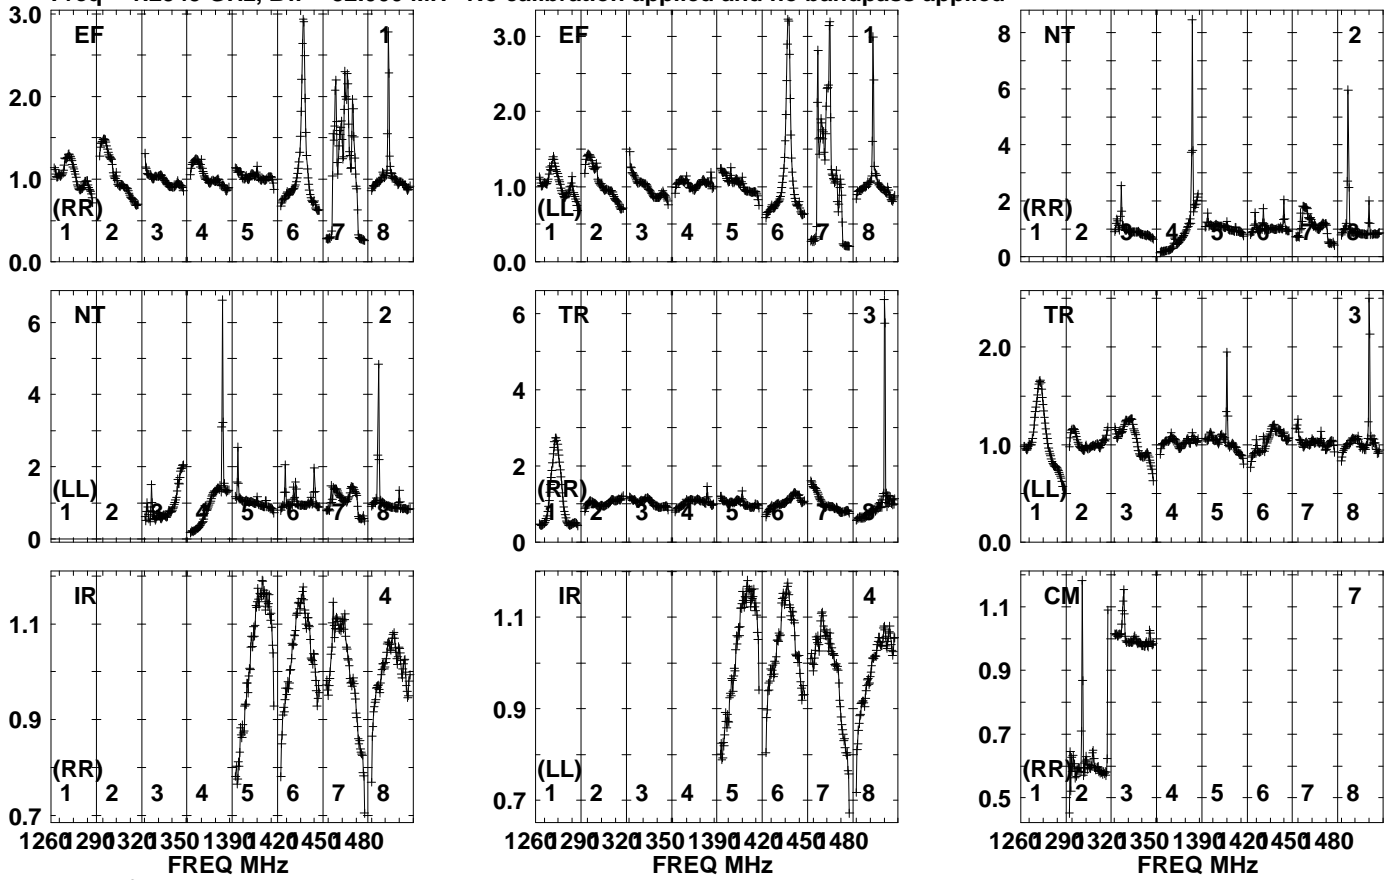 No calibration applied and no bandpass applied
3.0 EF 1
2.0
1.0
(RR)
1 2 3 4 5 6 7 8
0.0
3.0 EF 1
2.0
1.0
(LL)
1 2 3 4 5 6 7 8
0.0
8 NT 2
6
4
2
(RR)
1 2 3 4 5 6 7 8
0
NT 2
6
4
2
(LL)
1 2 3 4 5 6 7 8
0
TR 3
6
4
2
(RR)
1 2 3 4 5 6 7 8
0
TR 3
2.0
1.0
(LL)
1 2 3 4 5 6 7 8
0.0
IR 4
1.1
0.9
(RR)
1 2 3 4 5 6 7 8
0.7
1260 1290 1320 1350 1390 1420 1450 1480
FREQ MHz
IR 4
1.1
0.9
(LL)
1 2 3 4 5 6 7 8
0.7
1260 1290 1320 1350 1390 1420 1450 1480
FREQ MHz
CM 7
1.1
0.9
0.7
(RR)
1 2 3 4 5 6 7 8
0.5
1260 1290 1320 1350 1390 1420 1450 1480
FREQ MHz